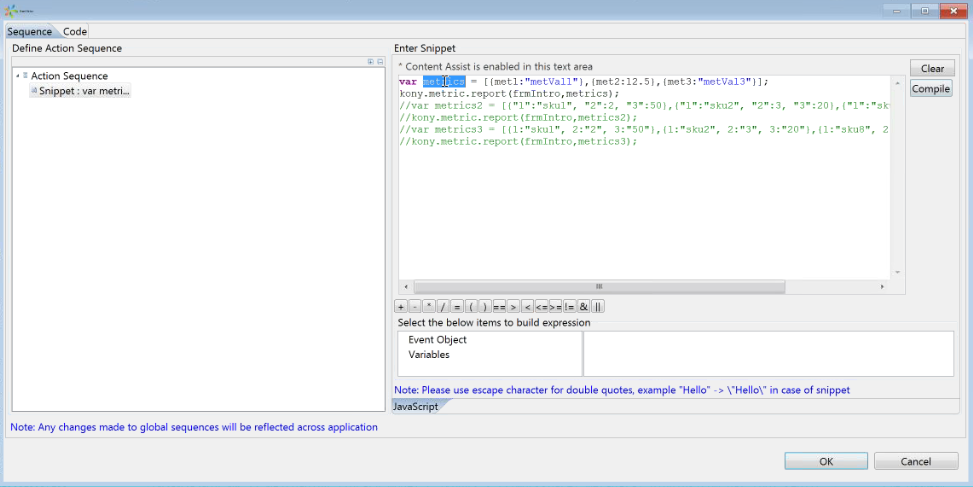 Sequence Code
Define Action Sequence
Action Sequence
Snippet : var metri...
Note: Any changes made to global sequences will be reflected across application
Enter Snippet
* Content Assist is enabled in this text area
var metrics = [{met1:"metVal1"},{met2:12.5},{met3:"metVal3"}];
kony.metric.report(frmIntro,metrics);
//var metrics2 = [{"1":"sku1", "2":2, "3":50},{"1":"sku2", "2":3, "3":20},{"1":"sk
//kony.metric.report(frmIntro,metrics2);
//var metrics3 = [{1:"sku1", 2:"2", 3:"50"},{1:"sku2", 2:"3", 3:"20"},{1:"sku8", 2
//kony.metric.report(frmIntro,metrics3);
Clear
Compile
+ - * / = ( ) == > < <= >= != & ||
Select the below items to build expression
Event Object
Variables
Note: Please use escape character for double quotes, example "Hello" -> \"Hello\" in case of snippet
JavaScript
OK Cancel